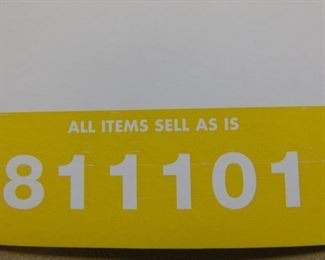 ALL ITEMS SELL AS IS
811101